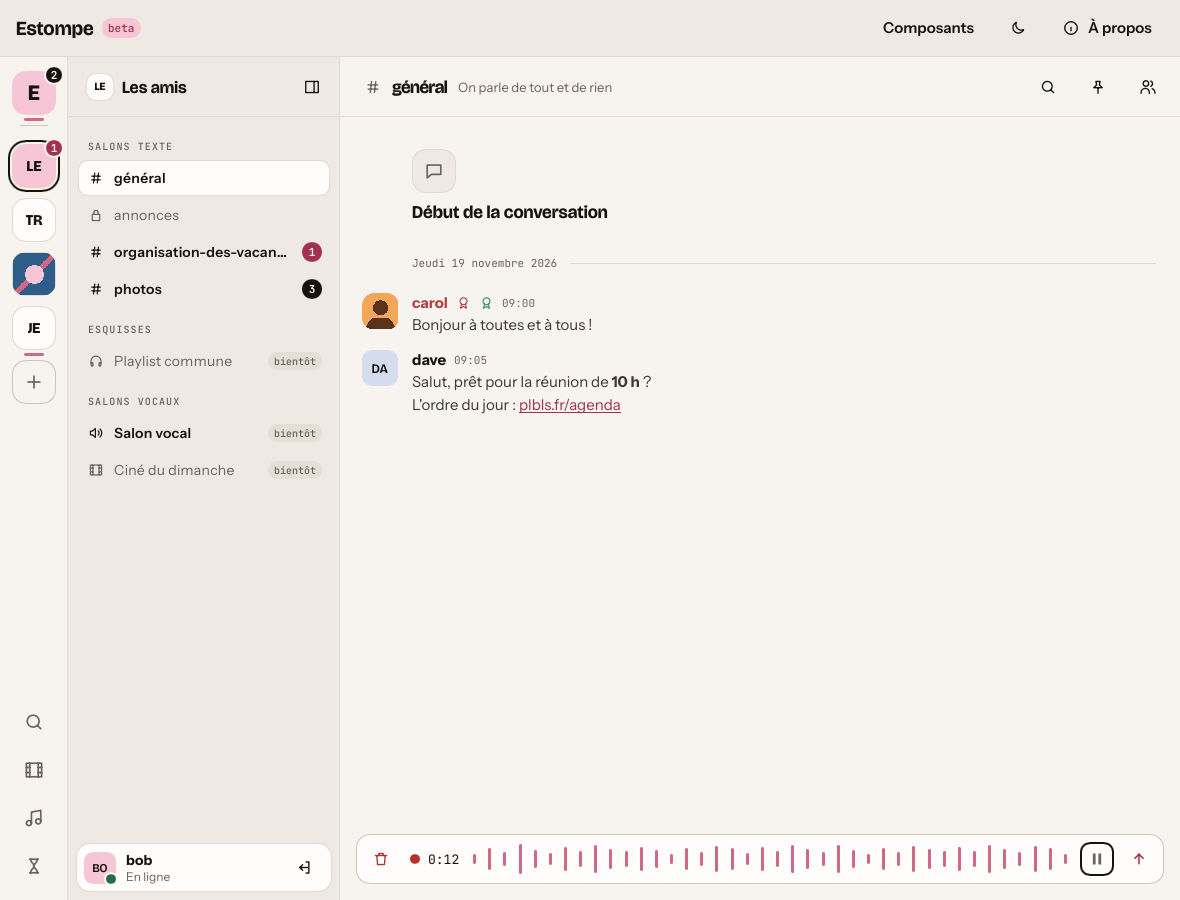 Estompe beta
Composants
À propos
E 2
LE 1
TR
JE
LE Les amis
SALONS TEXTE
général
annonces
organisation-des-vacan… 1
photos 3
ESQUISSES
Playlist commune bientôt
SALONS VOCAUX
Salon vocal bientôt
Ciné du dimanche bientôt
BO bob
En ligne
# général On parle de tout et de rien
Début de la conversation
Jeudi 19 novembre 2026
carol 09:00
Bonjour à toutes et à tous !
DA dave 09:05
Salut, prêt pour la réunion de 10 h ?
L'ordre du jour : plbls.fr/agenda
0:12